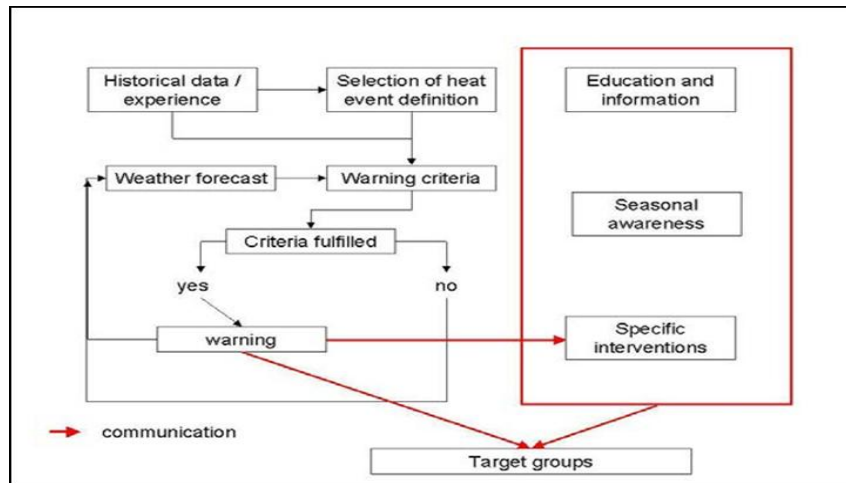 Historical data /
experience
Selection of heat
event definition
Education and
information
Weather forecast
Warning criteria
Seasonal
awareness
Criteria fulfilled
yes
no
warning
Specific
interventions
communication
Target groups